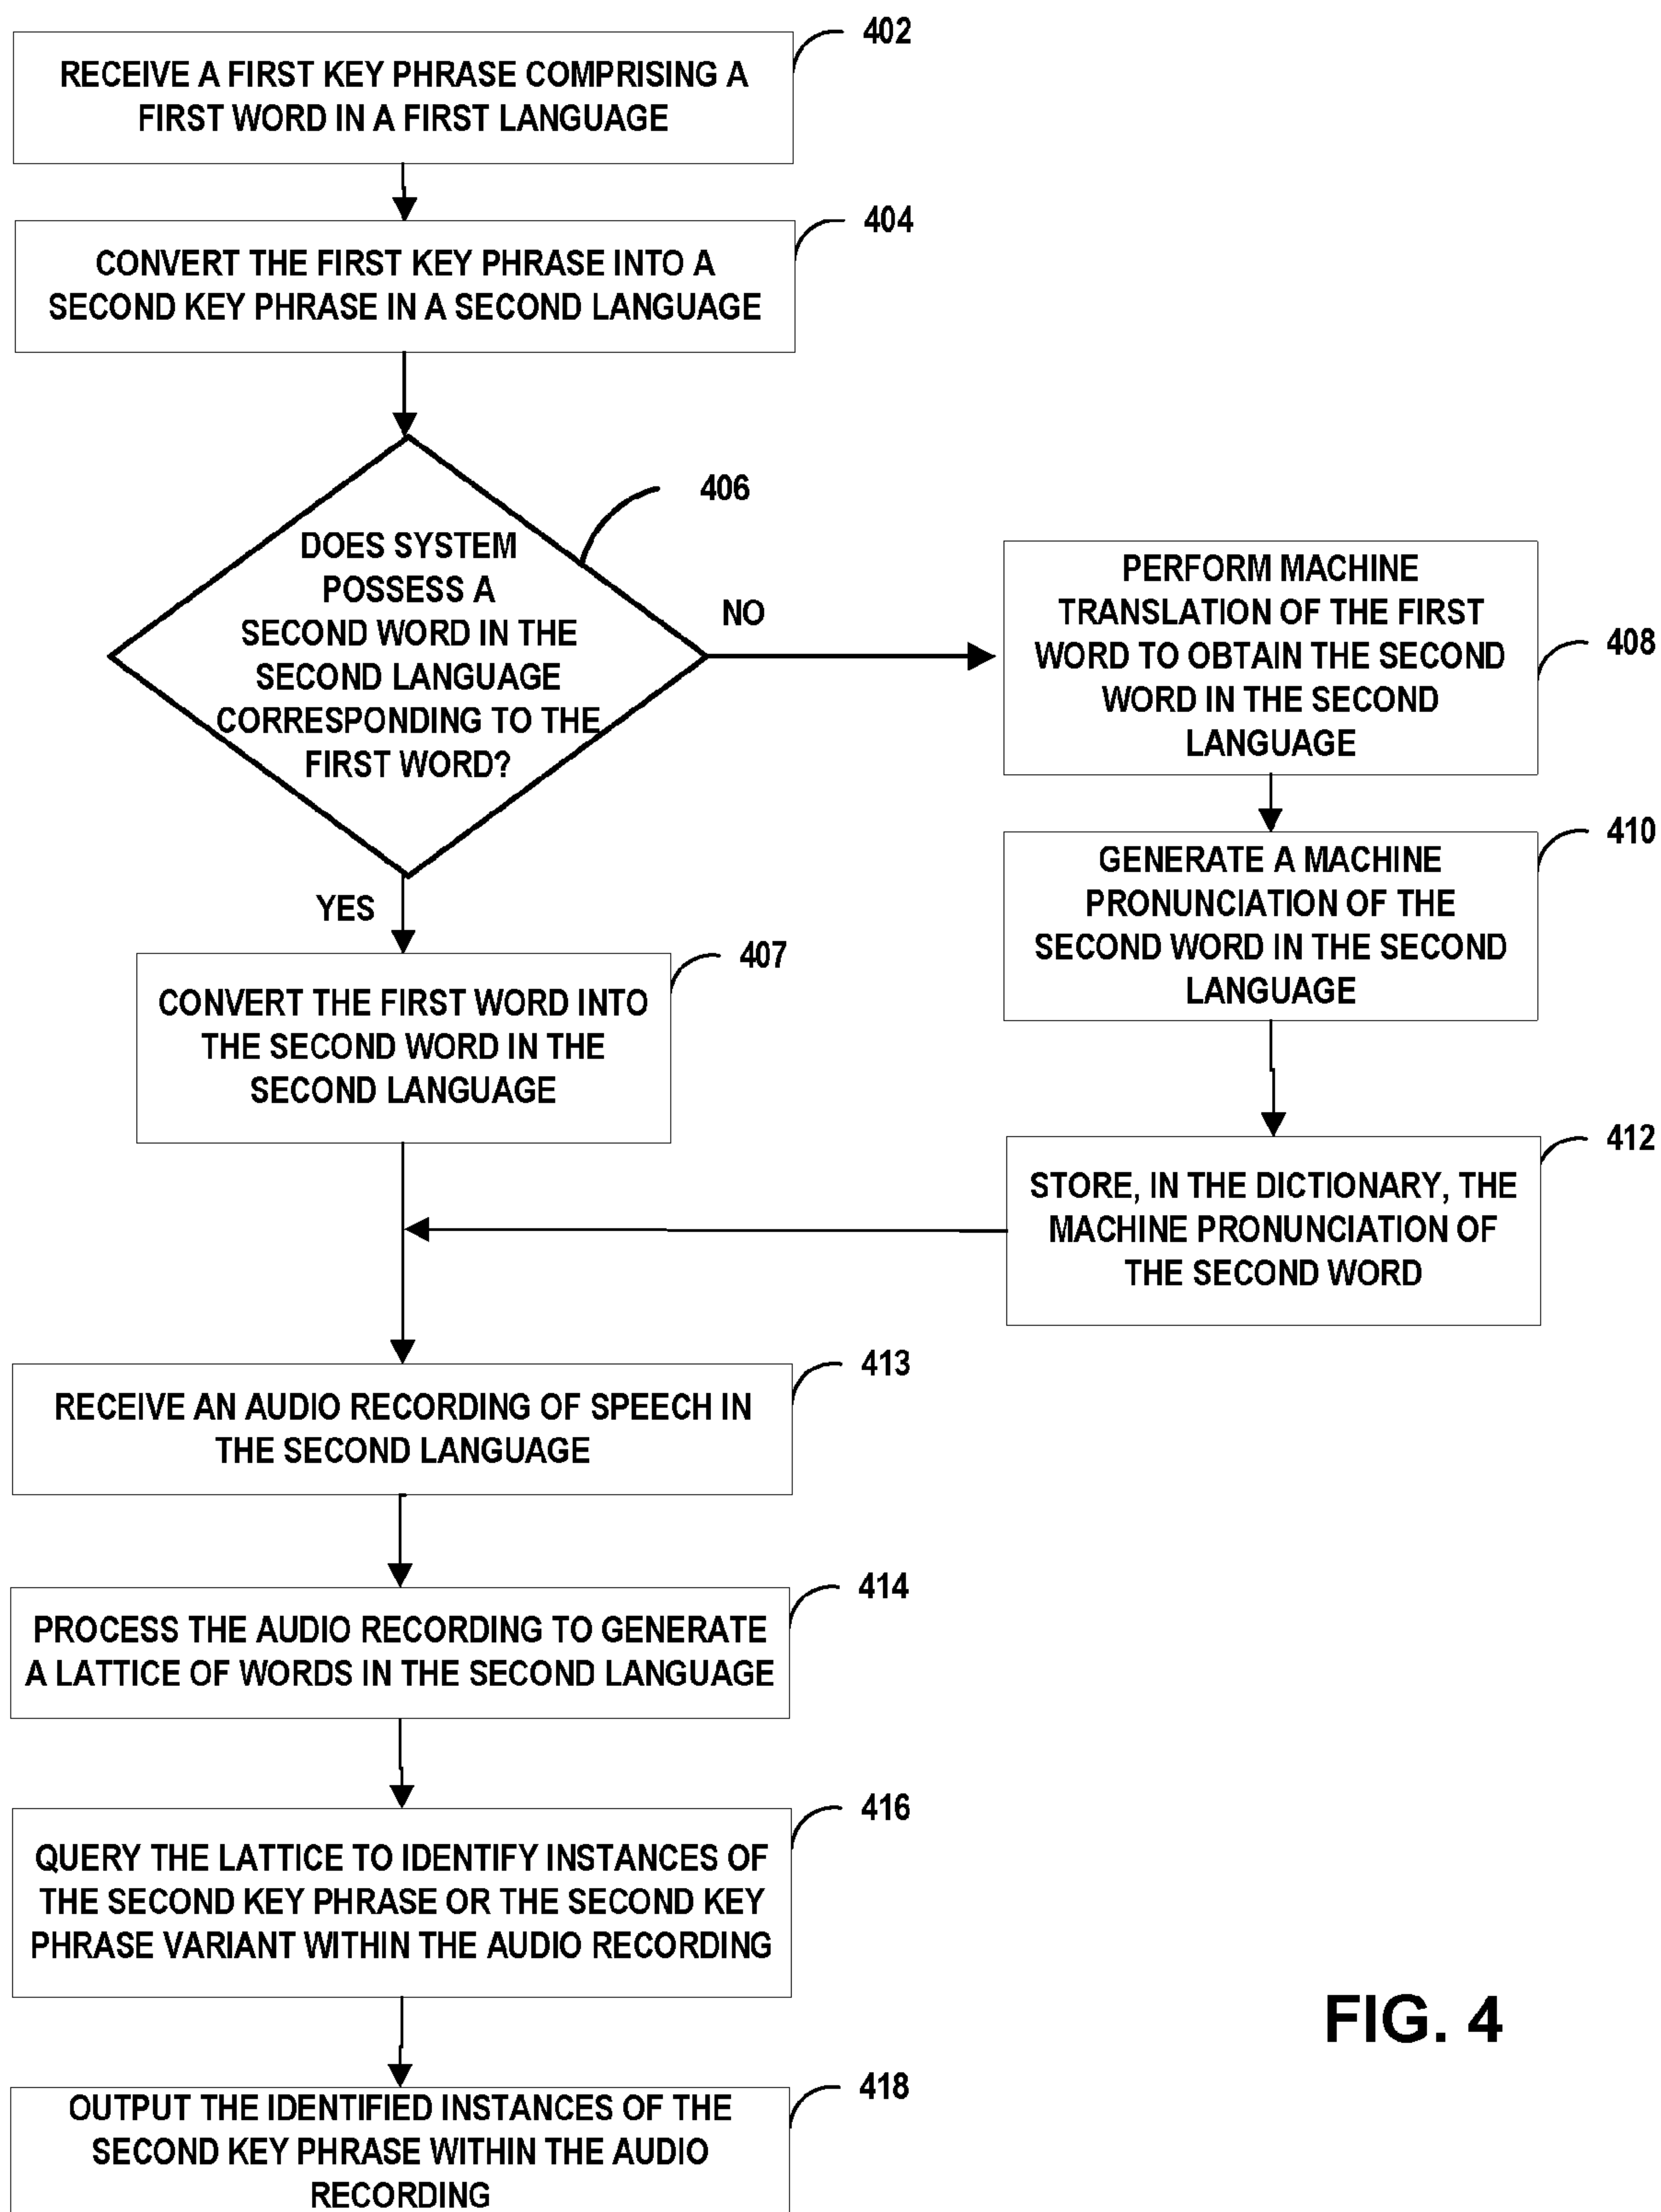 402
RECEIVE A FIRST KEY PHRASE COMPRISING A
FIRST WORD IN A FIRST LANGUAGE
404
CONVERT THE FIRST KEY PHRASE INTO A
SECOND KEY PHRASE IN A SECOND LANGUAGE
406
DOES SYSTEM
POSSESS A
SECOND WORD IN THE
SECOND LANGUAGE
CORRESPONDING TO THE
FIRST WORD?
NO
YES
408
PERFORM MACHINE
TRANSLATION OF THE FIRST
WORD TO OBTAIN THE SECOND
WORD IN THE SECOND
LANGUAGE
410
GENERATE A MACHINE
PRONUNCIATION OF THE
SECOND WORD IN THE SECOND
LANGUAGE
407
CONVERT THE FIRST WORD INTO
THE SECOND WORD IN THE
SECOND LANGUAGE
412
STORE, IN THE DICTIONARY, THE
MACHINE PRONUNCIATION OF
THE SECOND WORD
413
RECEIVE AN AUDIO RECORDING OF SPEECH IN
THE SECOND LANGUAGE
414
PROCESS THE AUDIO RECORDING TO GENERATE
A LATTICE OF WORDS IN THE SECOND LANGUAGE
416
QUERY THE LATTICE TO IDENTIFY INSTANCES OF
THE SECOND KEY PHRASE OR THE SECOND KEY
PHRASE VARIANT WITHIN THE AUDIO RECORDING
418
OUTPUT THE IDENTIFIED INSTANCES OF THE
SECOND KEY PHRASE WITHIN THE AUDIO
RECORDING
FIG. 4